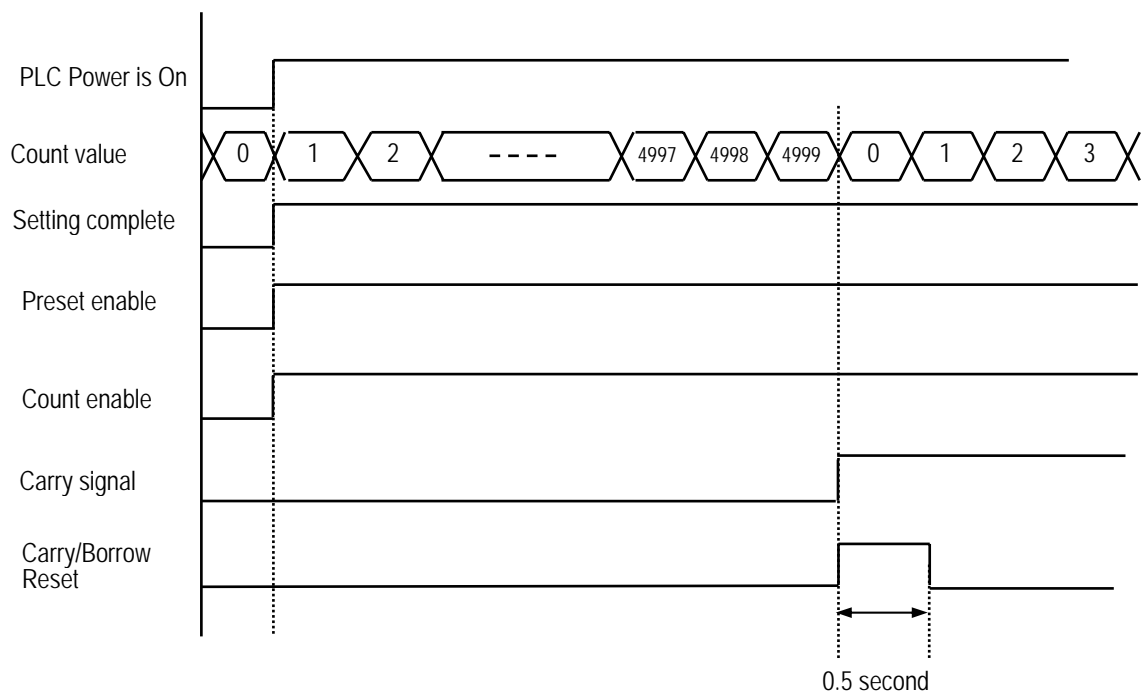 PLC Power is On
Count value 0 1 2 ---- 4997 4998 4999 0 1 2 3
Setting complete
Preset enable
Count enable
Carry signal
Carry/Borrow
Reset
0.5 second